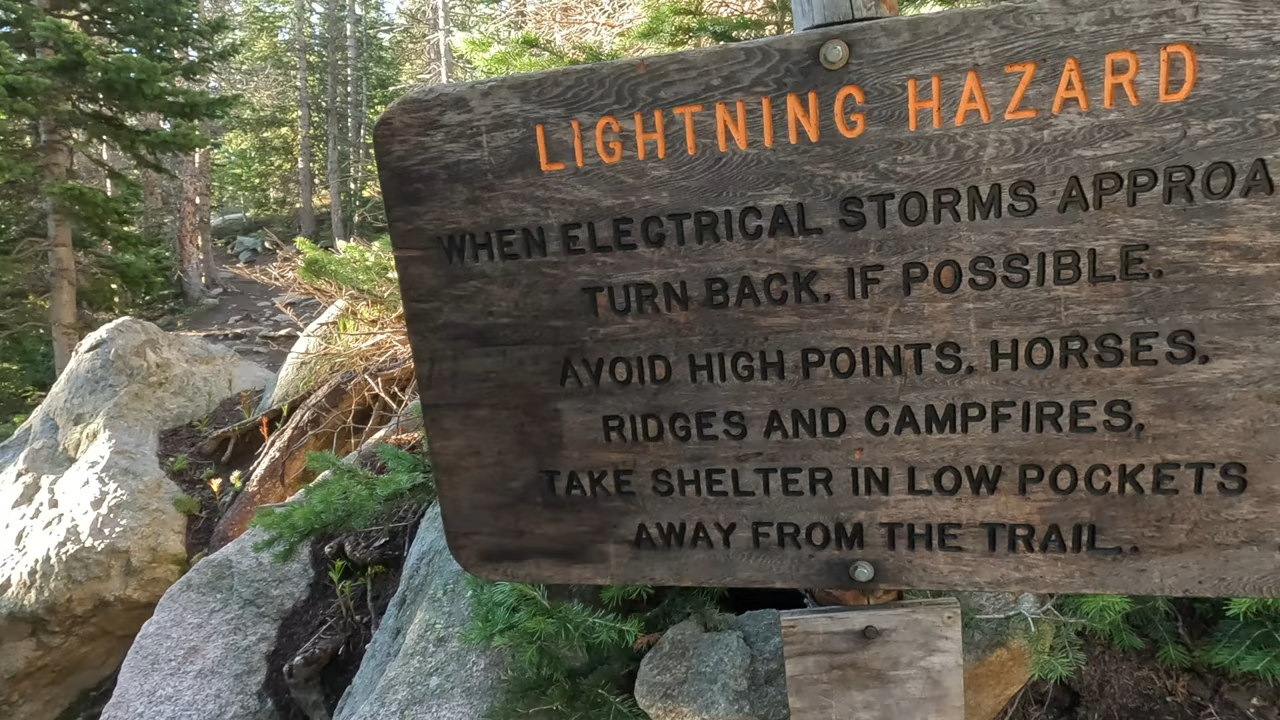 LIGHTNING HAZARD
WHEN ELECTRICAL STORMS APPROA
TURN BACK, IF POSSIBLE.
AVOID HIGH POINTS, HORSES,
RIDGES AND CAMPFIRES,
TAKE SHELTER IN LOW POCKETS
AWAY FROM THE TRAIL.